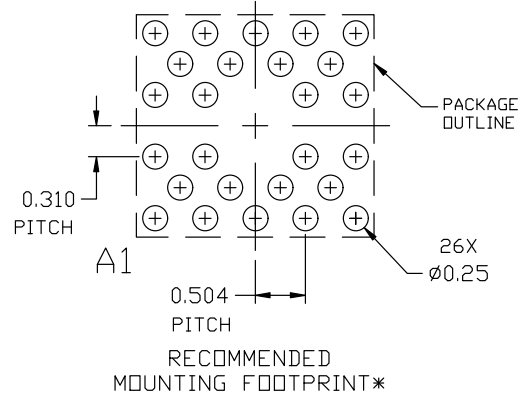 PACKAGE
OUTLINE
0.310
PITCH
A1
26X
Ø0.25
0.504
PITCH
RECOMMENDED
MOUNTING FOOTPRINT*